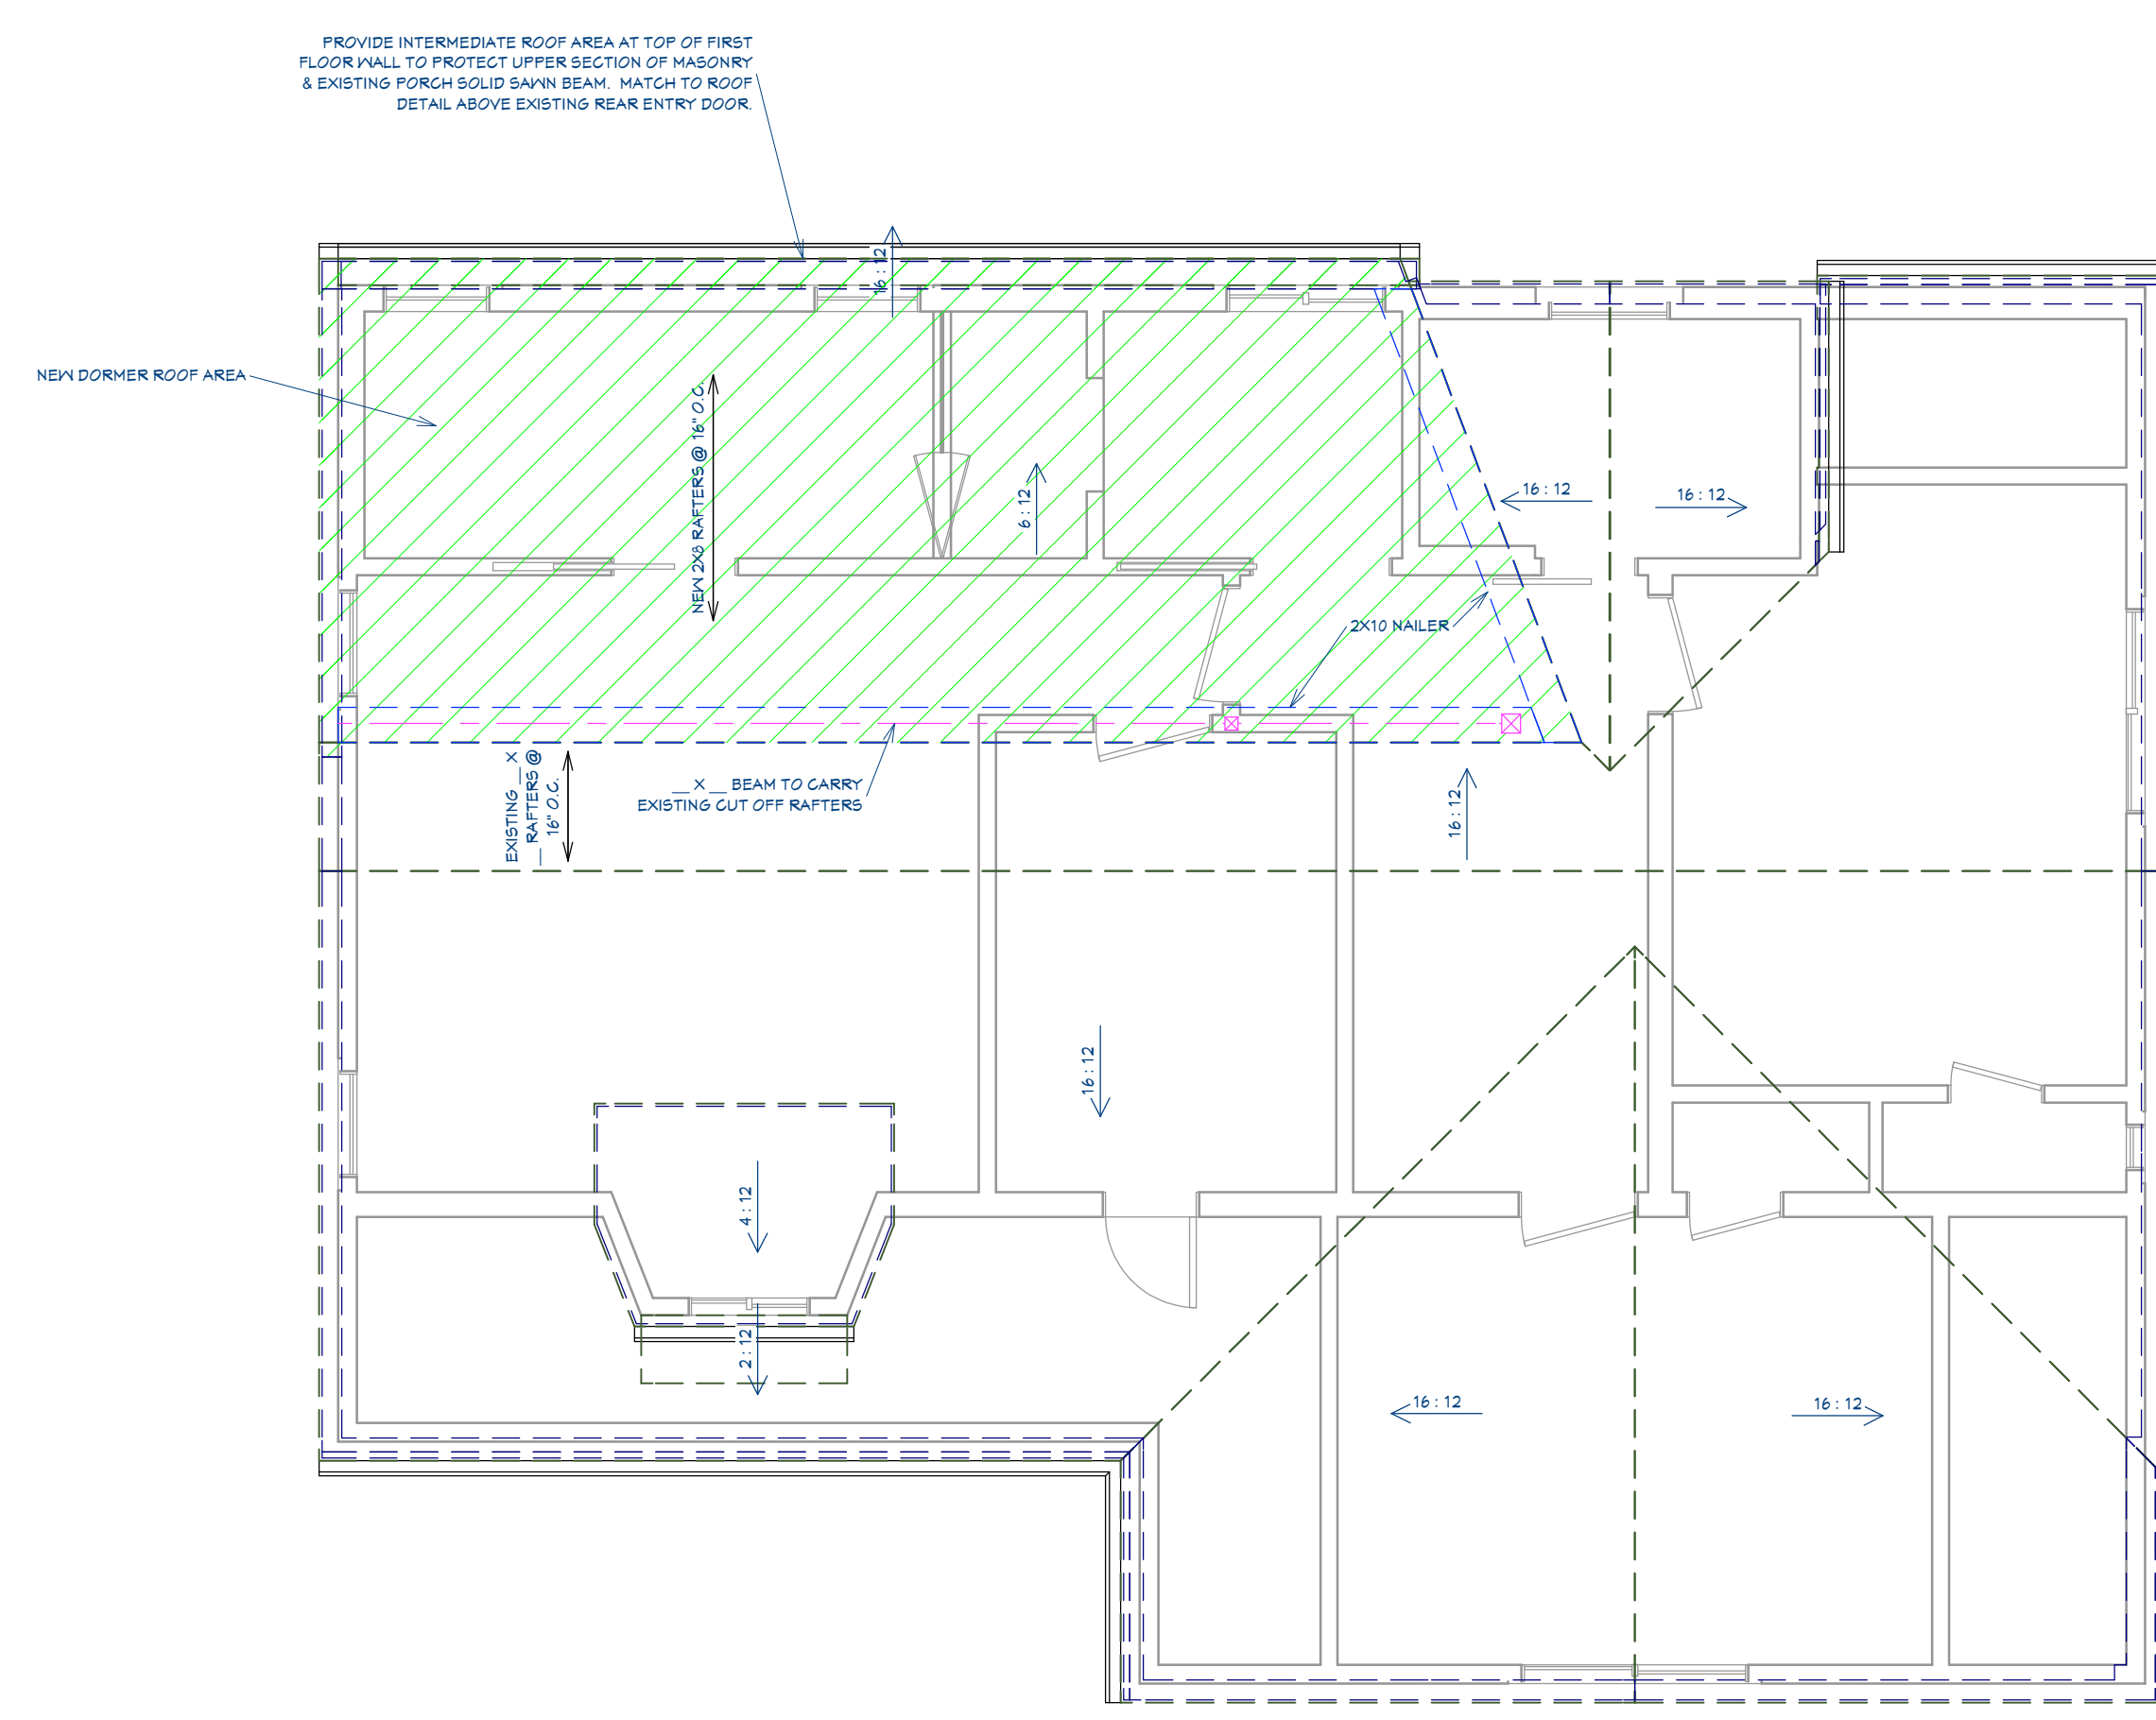 PROVIDE INTERMEDIATE ROOF AREA AT TOP OF FIRST
FLOOR WALL TO PROTECT UPPER SECTION OF MASONRY
& EXISTING PORCH SOLID SAWN BEAM. MATCH TO ROOF
DETAIL ABOVE EXISTING REAR ENTRY DOOR.
16 : 12
NEW DORMER ROOF AREA
NEW 2X8 RAFTERS @ 16" O.C.
6 : 12
16 : 12
16 : 12
2X10 NAILER
EXISTING __ X
__ RAFTERS @
16" O.C.
__ X __ BEAM TO CARRY
EXISTING CUT OFF RAFTERS
16 : 12
16 : 12
4 : 12
2 : 12
16 : 12
16 : 12